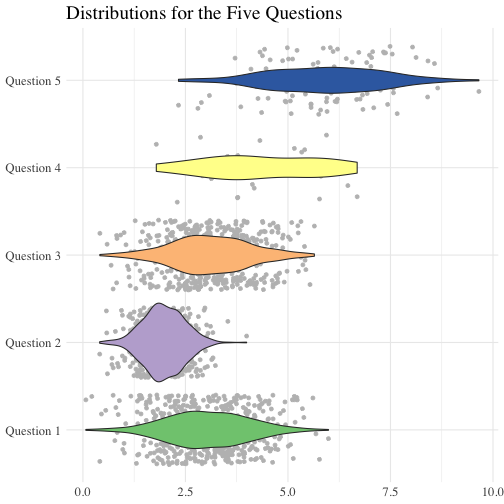 Distributions for the Five Questions
Question 5
Question 4
Question 3
Question 2
Question 1
0.0 2.5 5.0 7.5 10.0